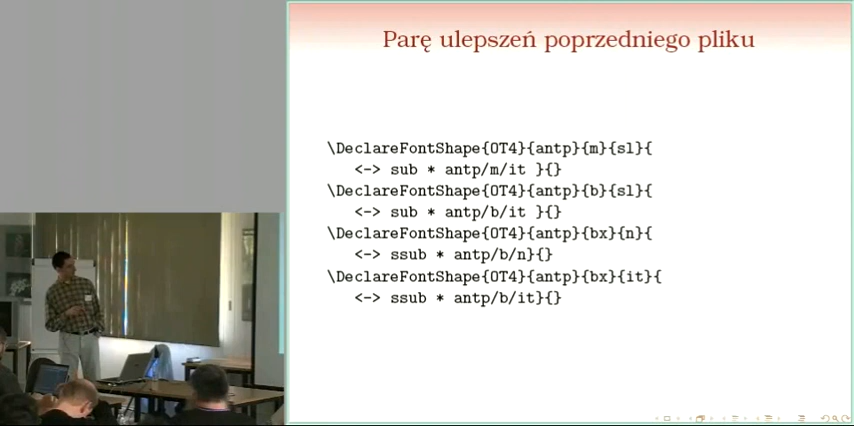 Parę ulepszeń poprzedniego pliku
\DeclareFontShape{OT4}{antp}{m}{sl}{
<-> sub * antp/m/it }{}
\DeclareFontShape{OT4}{antp}{b}{sl}{
<-> sub * antp/b/it }{}
\DeclareFontShape{OT4}{antp}{bx}{n}{
<-> ssub * antp/b/n}{}
\DeclareFontShape{OT4}{antp}{bx}{it}{
<-> ssub * antp/b/it}{}